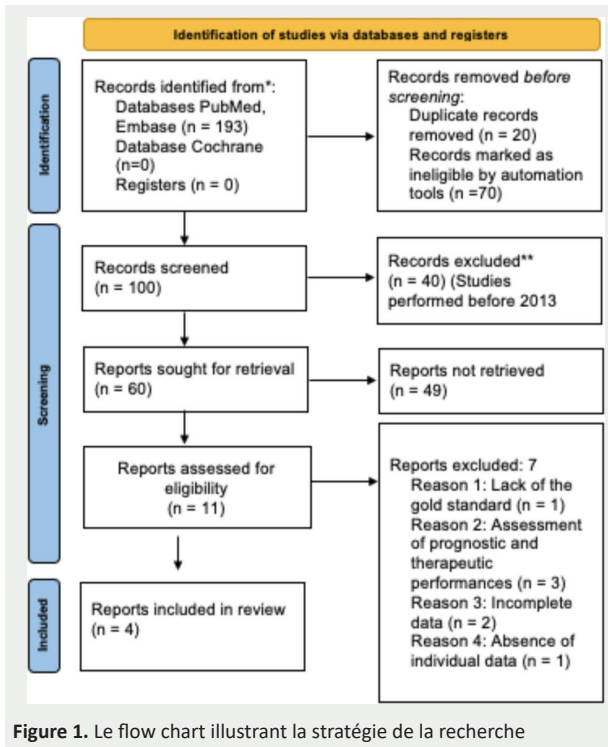 Identification of studies via databases and registers
Identification
Records identified from*:
Databases PubMed,
Embase (n = 193)
Database Cochrane
(n=0)
Registers (n = 0)
Records removed before
screening:
Duplicate records
removed (n = 20)
Records marked as
ineligible by automation
tools (n =70)
Screening
Records screened
(n = 100)
Records excluded**
(n = 40) (Studies
performed before 2013
Reports sought for retrieval
(n = 60)
Reports not retrieved
(n = 49)
Reports assessed for
eligibility
(n = 11)
Reports excluded: 7
Reason 1: Lack of the
gold standard (n = 1)
Reason 2: Assessment
of prognostic and
therapeutic
performances (n = 3)
Reason 3: Incomplete
data (n = 2)
Reason 4: Absence of
individual data (n = 1)
Included
Reports included in review
(n = 4)
Figure 1. Le flow chart illustrant la stratégie de la recherche